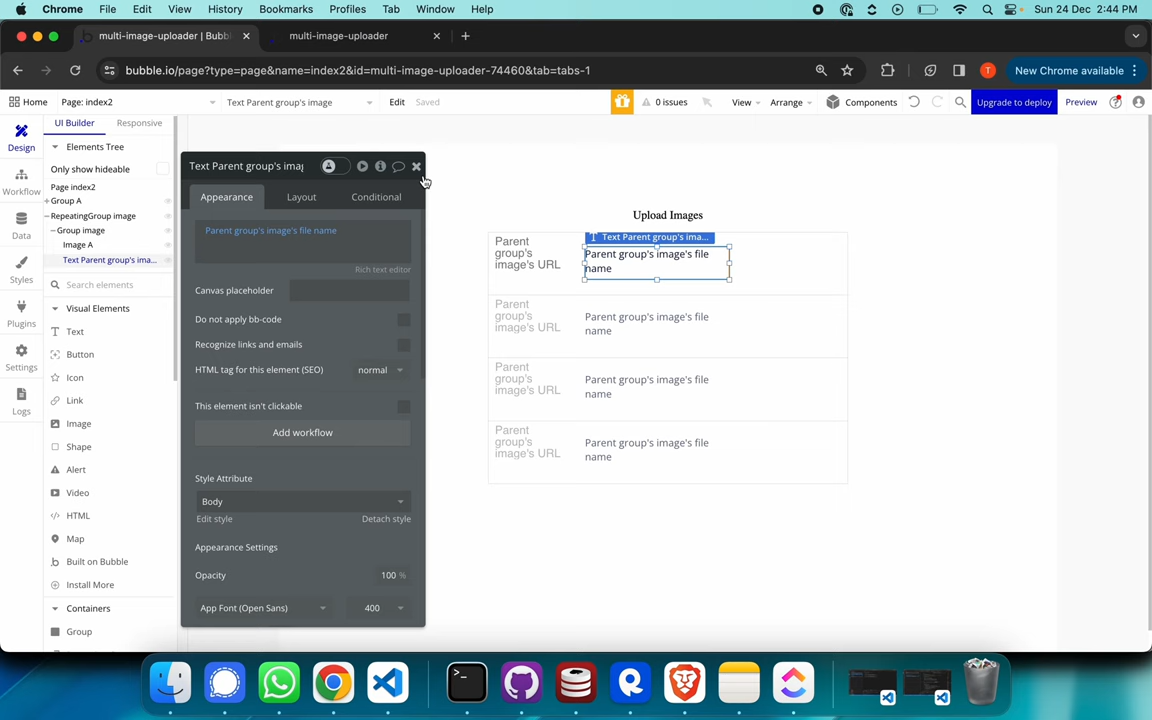 Chrome File Edit View History Bookmarks Profiles Tab Window Help Sun 24 Dec 2:44 PM
multi-image-uploader | Bubbl
multi-image-uploader
bubble.io/page?type=page&name=index2&id=multi-image-uploader-74460&tab=tabs-1
T
New Chrome available
Home Page: index2 Text Parent group's image Edit Saved 0 issues View Arrange Components Upgrade to deploy Preview
Design
Workflow
Data
Styles
Plugins
Settings
Logs
UI Builder Responsive
Elements Tree
Only show hideable
Page index2
Group A
RepeatingGroup image
Group image
Image A
Text Parent group's ima...
Search elements
Visual Elements
T Text
Button
Icon
Link
Image
Shape
Alert
Video
HTML
Map
Built on Bubble
Install More
Containers
Group
Text Parent group's imag
Appearance Layout Conditional
Parent group's image's file name
Rich text editor
Canvas placeholder
Do not apply bb-code
Recognize links and emails
HTML tag for this element (SEO) normal
This element isn't clickable
Add workflow
Style Attribute
Body
Edit style Detach style
Appearance Settings
Opacity 100 %
App Font (Open Sans) 400
Upload Images
T Text Parent group's ima...
Parent
group's
image's URL
Parent group's image's file
name
Parent
group's
image's URL
Parent group's image's file
name
Parent
group's
image's URL
Parent group's image's file
name
Parent
group's
image's URL
Parent group's image's file
name